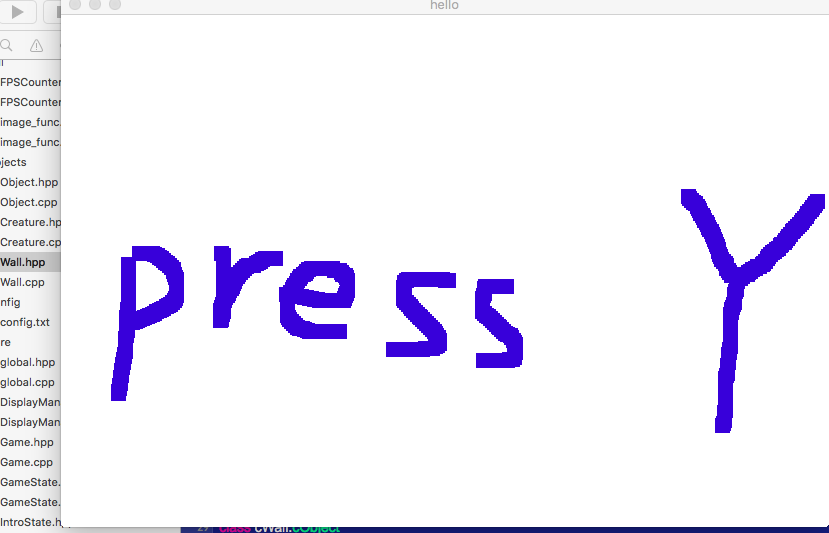 hello
FPSCounter
FPSCounter
image_func.
image_func.
jects
Object.hpp
Object.cpp
Creature.hp
Creature.cp
Wall.hpp
Wall.cpp
nfig
config.txt
re
global.hpp
global.cpp
DisplayMan
DisplayMan
Game.hpp
Game.cpp
GameState.
GameState.
IntroState.h
press Y
29 class cWall:cObject